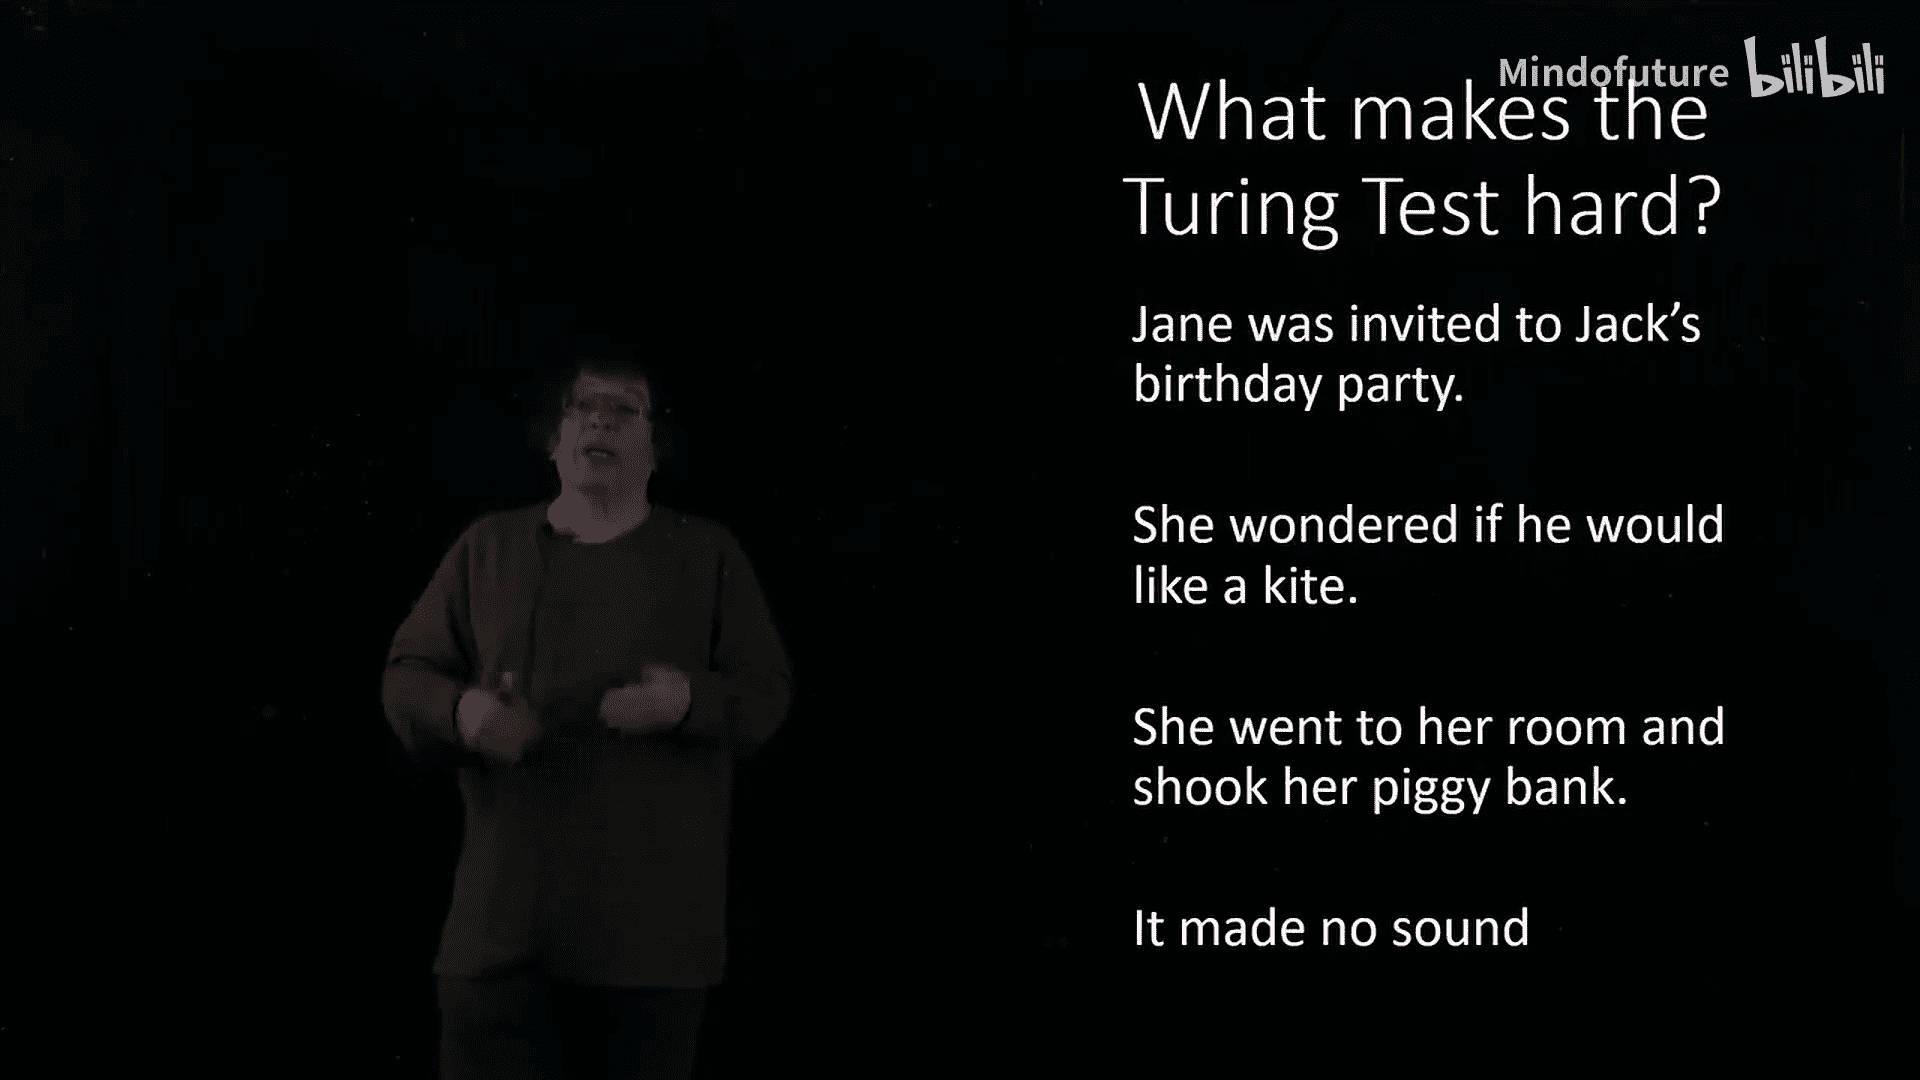 Mindofuture bilibili
What makes the
Turing Test hard?
Jane was invited to Jack’s
birthday party.
She wondered if he would
like a kite.
She went to her room and
shook her piggy bank.
It made no sound